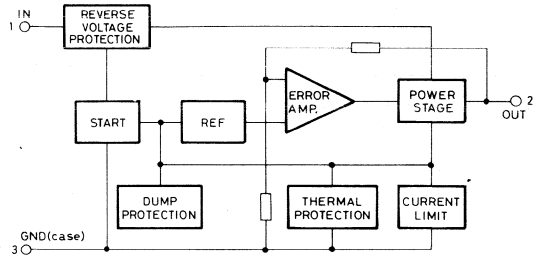 IN
1
REVERSE
VOLTAGE
PROTECTION
START
REF
ERROR
AMP.
POWER
STAGE
2
OUT
DUMP
PROTECTION
THERMAL
PROTECTION
CURRENT
LIMIT
GND(case)
3